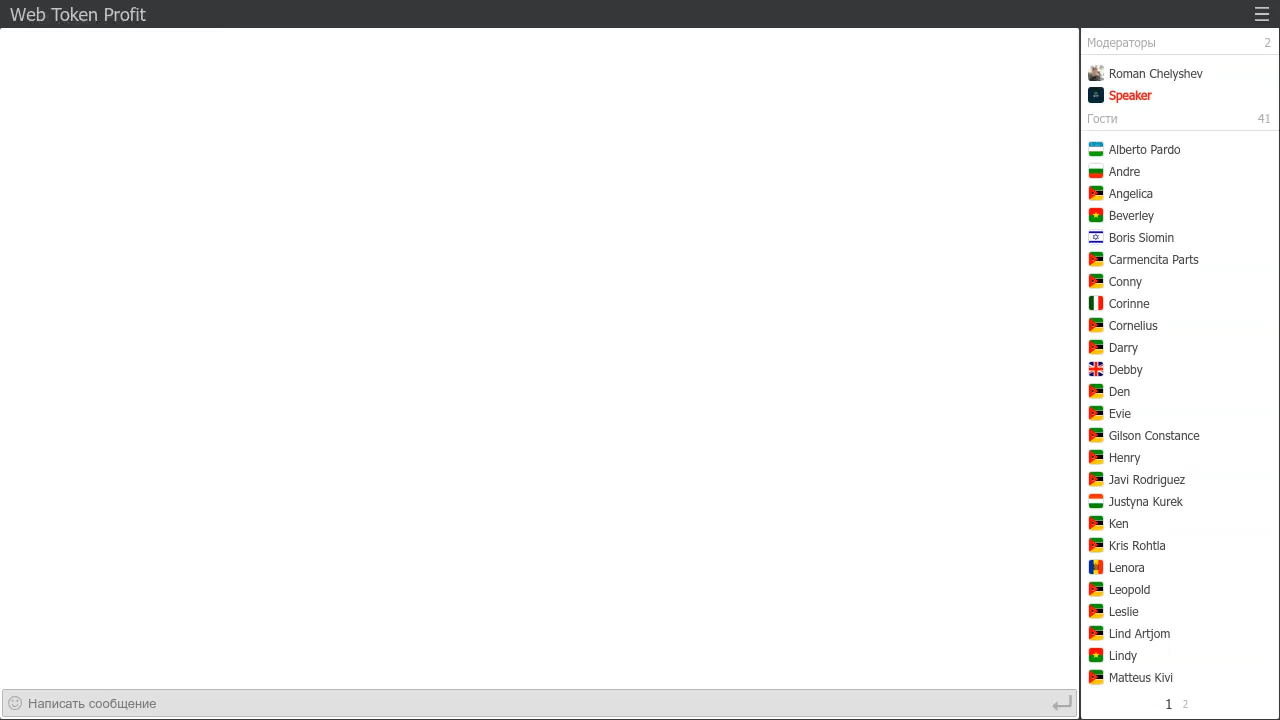 Web Token Profit
Модераторы 2
Roman Chelyshev
Speaker
Гости 41
Alberto Pardo
Andre
Angelica
Beverley
Boris Siomin
Carmencita Parts
Conny
Corinne
Cornelius
Darry
Debby
Den
Evie
Gilson Constance
Henry
Javi Rodriguez
Justyna Kurek
Ken
Kris Rohtla
Lenora
Leopold
Leslie
Lind Artjom
Lindy
Matteus Kivi
1 2
Написать сообщение